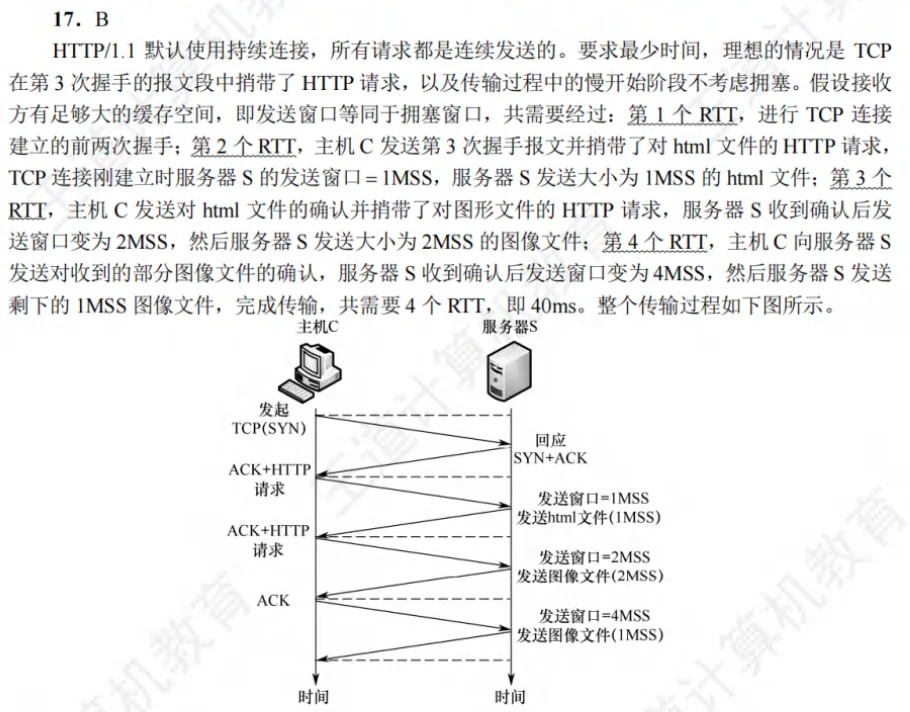 17. B
HTTP/1.1 默认使用持续连接，所有请求都是连续发送的。要求最少时间，理想的情况是 TCP
在第 3 次握手的报文段中捎带了 HTTP 请求，以及传输过程中的慢开始阶段不考虑拥塞。假设接收
方有足够大的缓存空间，即发送窗口等同于拥塞窗口，共需要经过：第 1 个 RTT，进行 TCP 连接
建立的前两次握手；第 2 个 RTT，主机 C 发送第 3 次握手报文并捎带了对 html 文件的 HTTP 请求，
TCP 连接刚建立时服务器 S 的发送窗口＝1MSS，服务器 S 发送大小为 1MSS 的 html 文件；第 3 个
RTT，主机 C 发送对 html 文件的确认并捎带了对图形文件的 HTTP 请求，服务器 S 收到确认后发
送窗口变为 2MSS，然后服务器 S 发送大小为 2MSS 的图像文件；第 4 个 RTT，主机 C 向服务器 S
发送对收到的部分图像文件的确认，服务器 S 收到确认后发送窗口变为 4MSS，然后服务器 S 发送
剩下的 1MSS 图像文件，完成传输，共需要 4 个 RTT，即 40ms。整个传输过程如下图所示。
主机C
服务器S
发起
TCP(SYN)
回应
SYN+ACK
ACK+HTTP
请求
发送窗口=1MSS
发送html文件(1MSS)
ACK+HTTP
请求
发送窗口=2MSS
发送图像文件(2MSS)
ACK
发送窗口=4MSS
发送图像文件(1MSS)
时间
时间
王道计算机教育